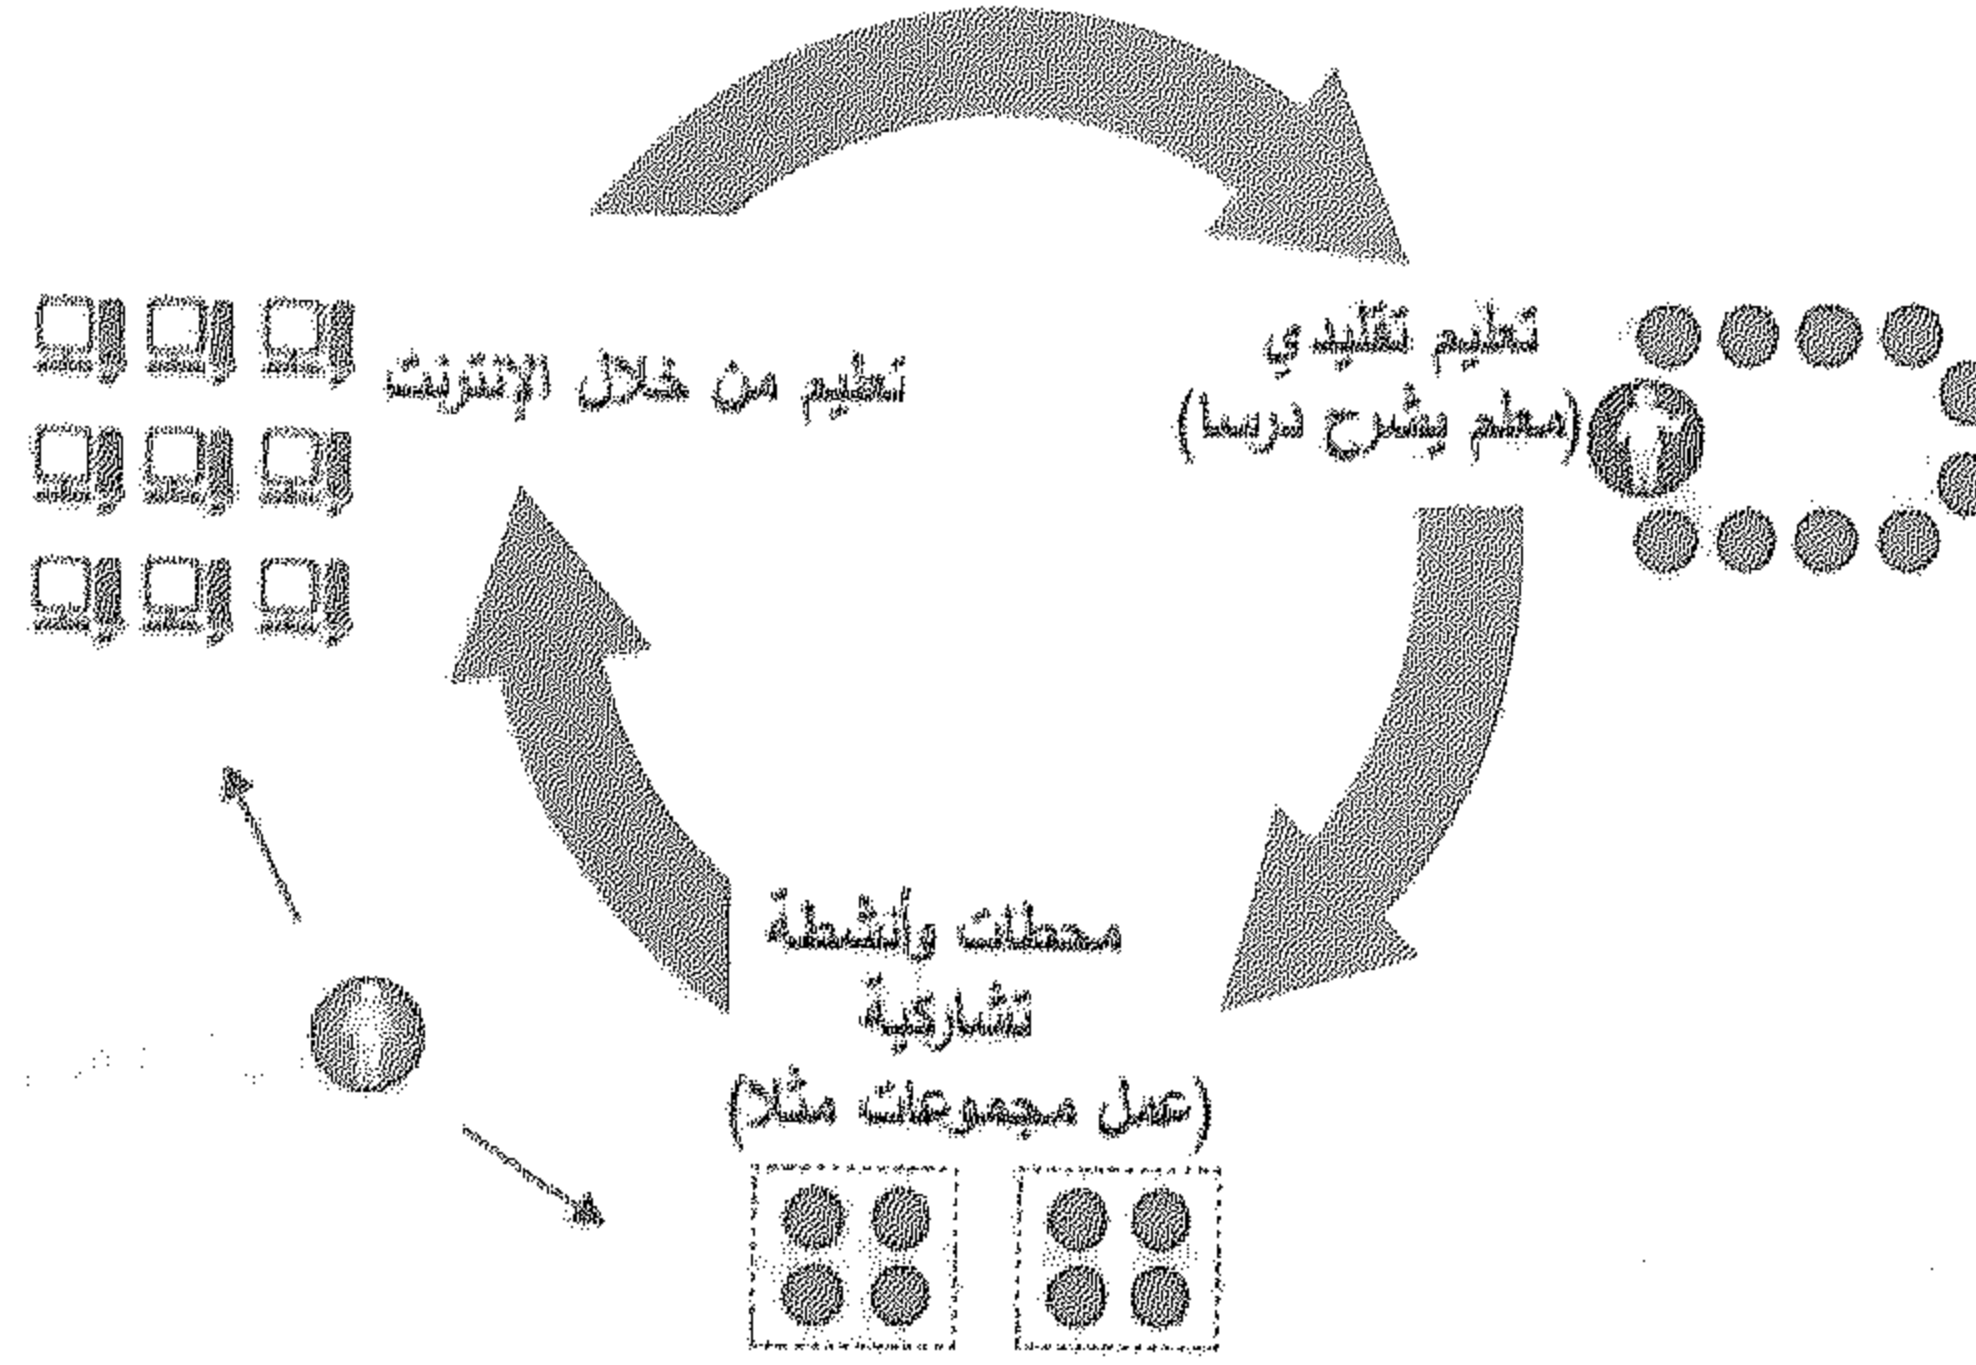 تعليم تقليدي
(معلم يشرح درسا)
تعليم من خلال الإنترنت
محطات وأنشطة
تشاركية
(عمل مجموعات مثلا)